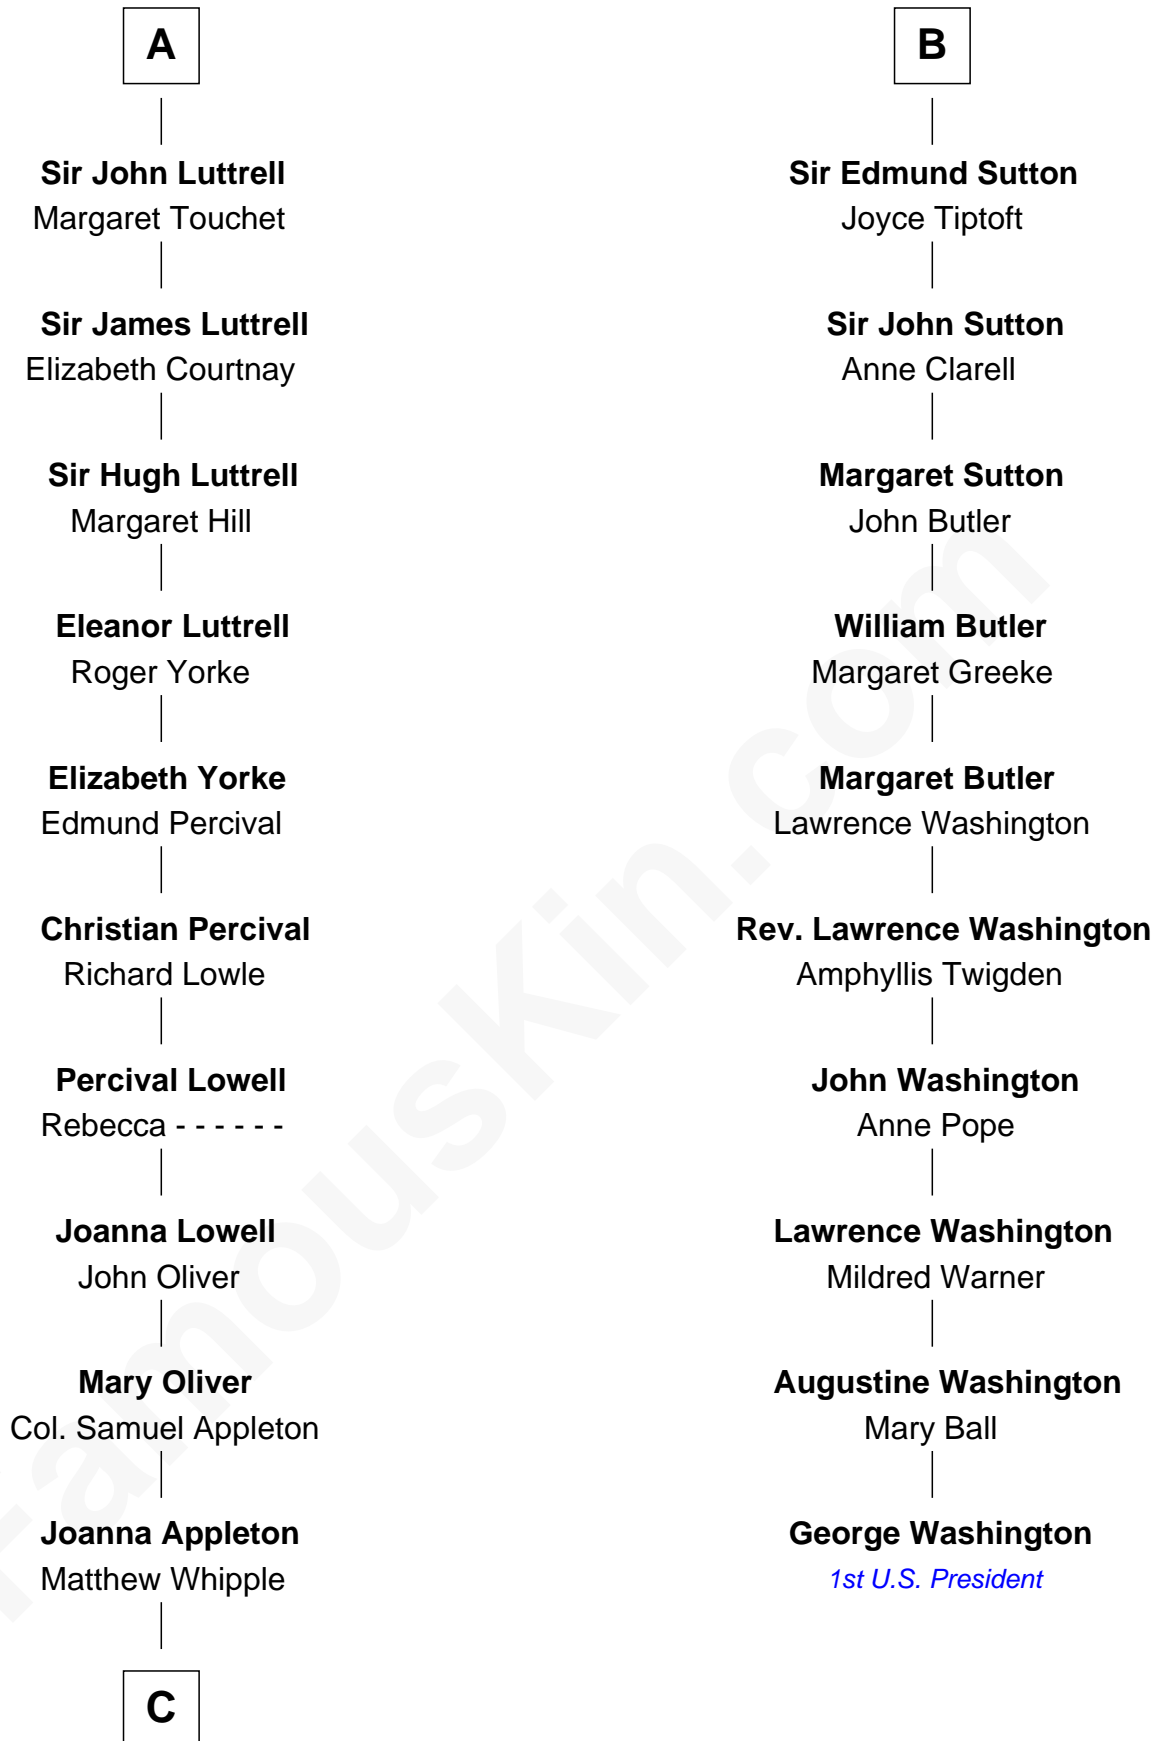 A
Sir John Luttrell
Margaret Touchet
Sir James Luttrell
Elizabeth Courtnay
Sir Hugh Luttrell
Margaret Hill
Eleanor Luttrell
Roger Yorke
Elizabeth Yorke
Edmund Percival
Christian Percival
Richard Lowle
Percival Lowell
Rebecca - - - - - -
Joanna Lowell
John Oliver
Mary Oliver
Col. Samuel Appleton
Joanna Appleton
Matthew Whipple
C
B
Sir Edmund Sutton
Joyce Tiptoft
Sir John Sutton
Anne Clarell
Margaret Sutton
John Butler
William Butler
Margaret Greeke
Margaret Butler
Lawrence Washington
Rev. Lawrence Washington
Amphyllis Twigden
John Washington
Anne Pope
Lawrence Washington
Mildred Warner
Augustine Washington
Mary Ball
George Washington
1st U.S. President
FamousKin.com